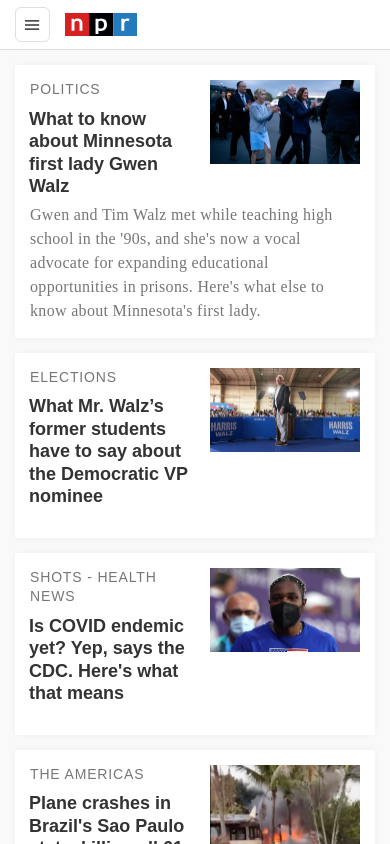 npr
POLITICS
What to know
about Minnesota
first lady Gwen
Walz
Gwen and Tim Walz met while teaching high
school in the '90s, and she's now a vocal
advocate for expanding educational
opportunities in prisons. Here's what else to
know about Minnesota's first lady.
ELECTIONS
What Mr. Walz’s
former students
have to say about
the Democratic VP
nominee
HARRIS
WALZ
HARRIS
WALZ
SHOTS - HEALTH
NEWS
Is COVID endemic
yet? Yep, says the
CDC. Here's what
that means
THE AMERICAS
Plane crashes in
Brazil's Sao Paulo